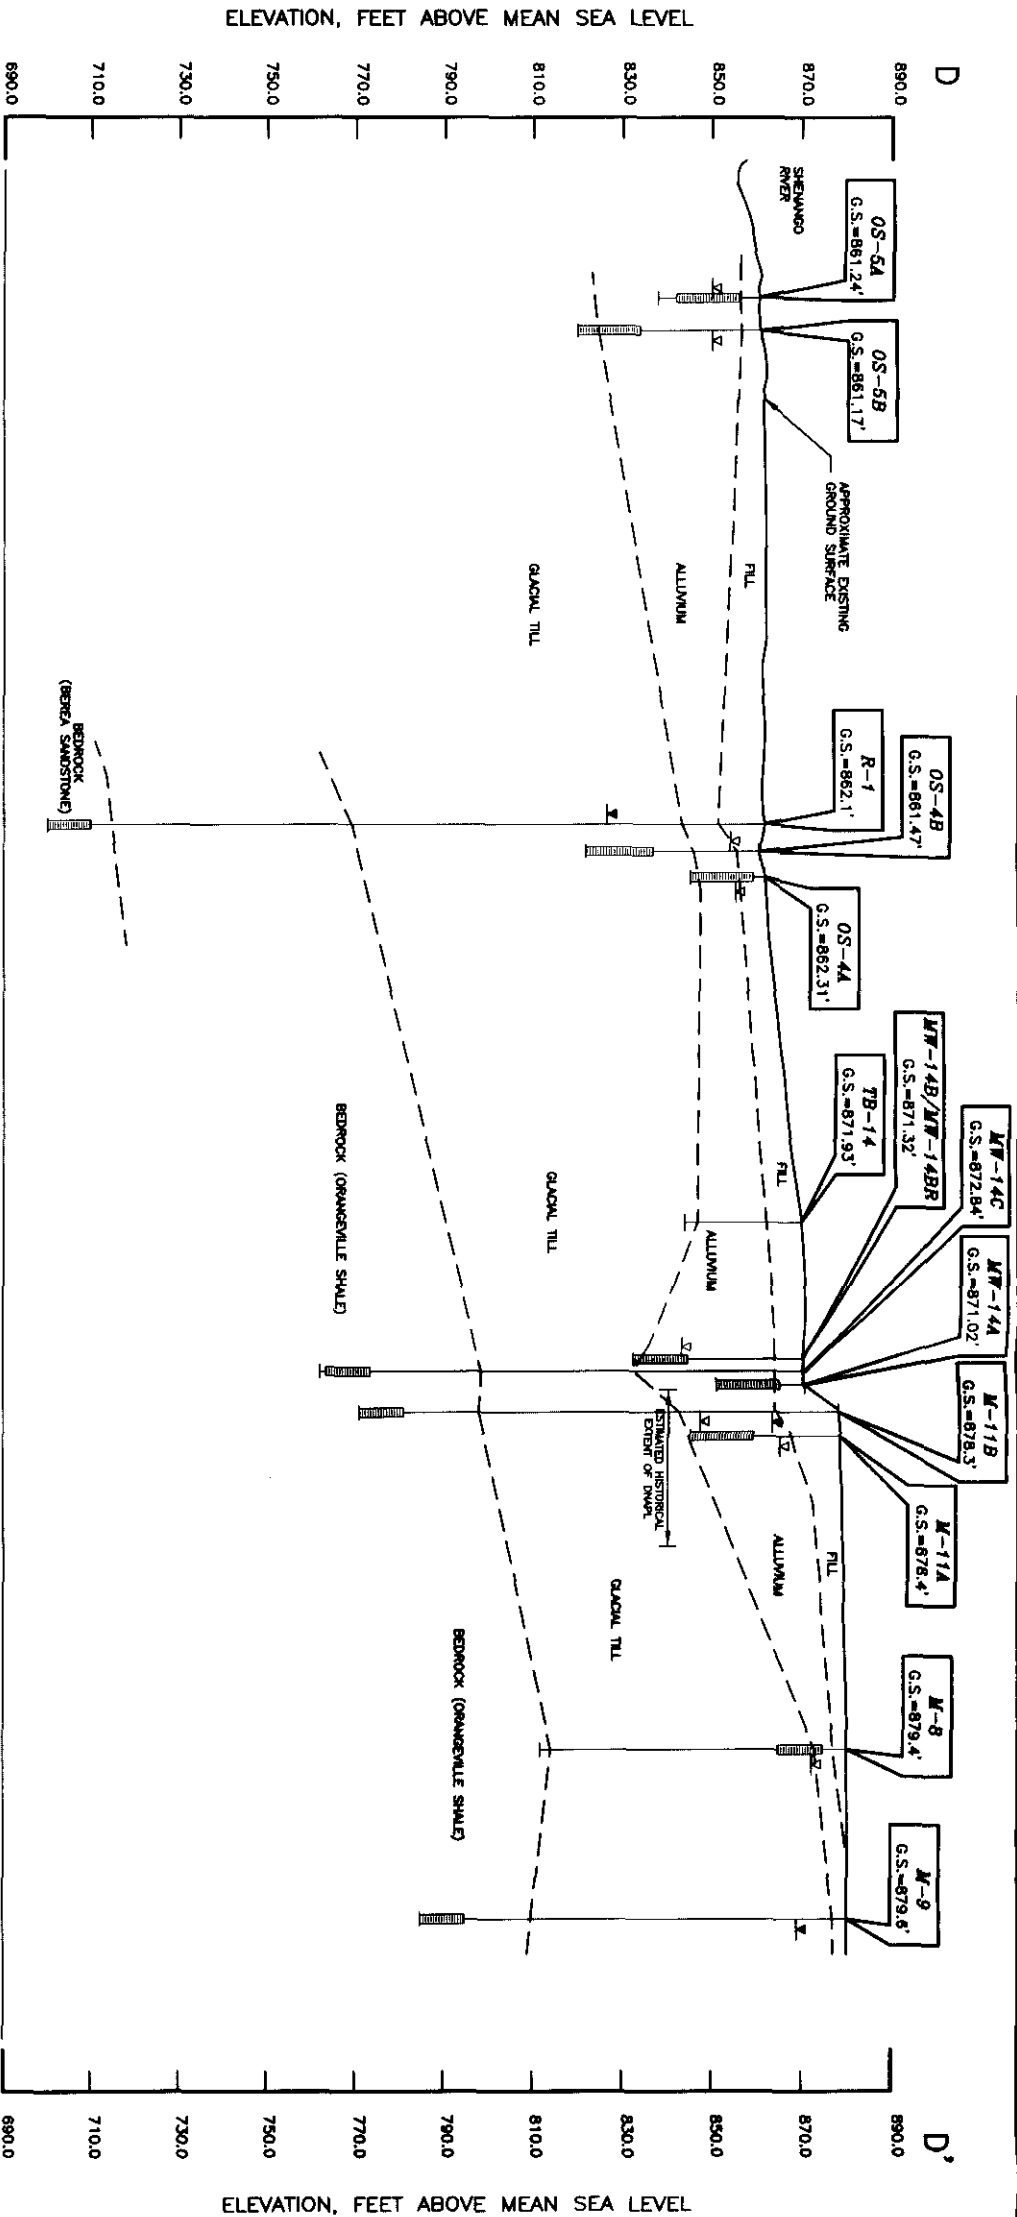 D
ELEVATION, FEET ABOVE MEAN SEA LEVEL
890.0
870.0
850.0
830.0
810.0
790.0
770.0
750.0
730.0
710.0
690.0
SHENANGO
RIVER
OS-5A
G.S.=861.24'
OS-5B
G.S.=861.17'
APPROXIMATE EXISTING
GROUND SURFACE
FILL
ALLUVIUM
GLACIAL TILL
BEDROCK
(BEREA SANDSTONE)
R-1
G.S.=862.1'
OS-4B
G.S.=861.47'
OS-4A
G.S.=862.31'
TB-14
G.S.=871.93'
MW-14B/MW-14BR
G.S.=871.32'
MW-14C
G.S.=872.84'
MW-14A
G.S.=871.02'
M-11B
G.S.=878.3'
M-11A
G.S.=878.4'
FILL
ALLUVIUM
GLACIAL TILL
BEDROCK (ORANGEVILLE SHALE)
ESTIMATED HISTORICAL
EXTENT OF DNAPL
FILL
ALLUVIUM
GLACIAL TILL
BEDROCK (ORANGEVILLE SHALE)
M-8
G.S.=879.4'
M-9
G.S.=879.6'
D'
890.0
870.0
850.0
830.0
810.0
790.0
770.0
750.0
730.0
710.0
690.0
ELEVATION, FEET ABOVE MEAN SEA LEVEL